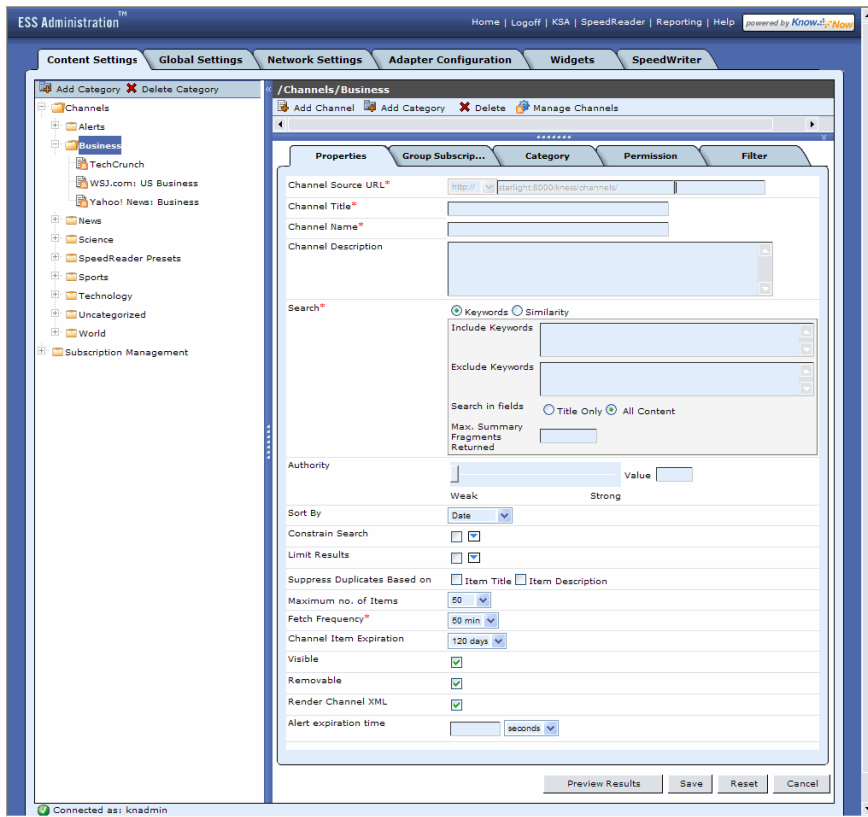 ESS Administration™
Home | Logoff | KSA | SpeedReader | Reporting | Help
powered by Know Now
Content Settings Global Settings Network Settings Adapter Configuration Widgets SpeedWriter
Add Category Delete Category
«
/Channels/Business
Add Channel Add Category Delete Manage Channels
Channels
Alerts
Business
TechCrunch
WSJ.com: US Business
Yahoo! News: Business
News
Science
SpeedReader Presets
Sports
Technology
Uncategorized
World
Subscription Management
Properties Group Subscrip... Category Permission Filter
Channel Source URL* http:// starlight:8000/kness/channels/
Channel Title*
Channel Name*
Channel Description
Search* Keywords Similarity
Include Keywords
Exclude Keywords
Search in fields Title Only All Content
Max. Summary
Fragments
Returned
Authority Value
Weak Strong
Sort By Date
Constrain Search
Limit Results
Suppress Duplicates Based on Item Title Item Description
Maximum no. of Items 50
Fetch Frequency* 50 min
Channel Item Expiration 120 days
Visible
Removable
Render Channel XML
Alert expiration time seconds
Preview Results Save Reset Cancel
Connected as: knadmin